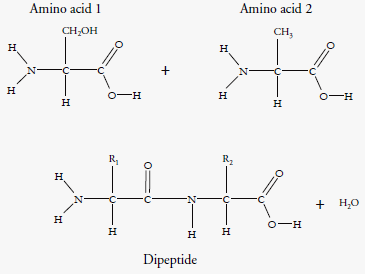 Amino acid 1 Amino acid 2
CH₂OH CH₃
H O H O
N C C + N C C
H H O H H H O H
R₁ O R₂ O
H
N C C N C C + H₂O
H H H H O H
Dipeptide